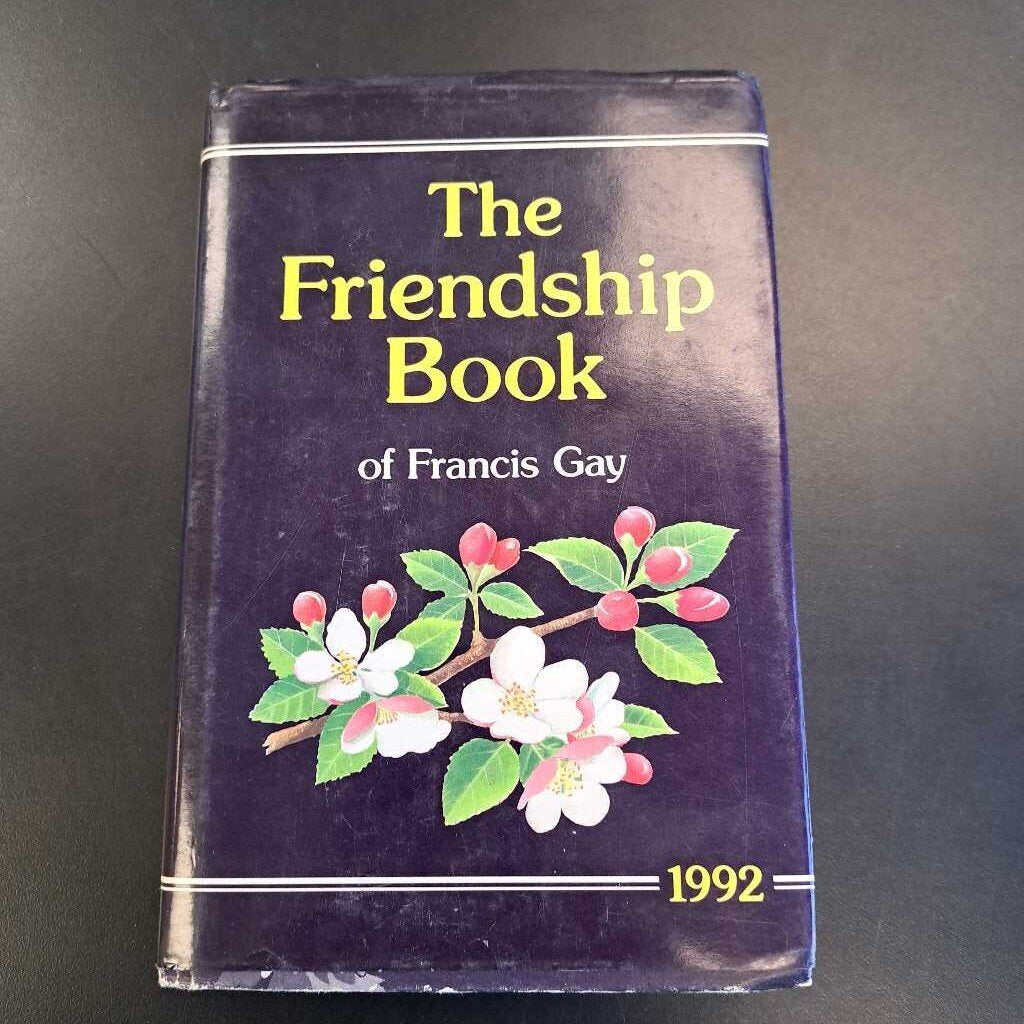 The
Friendship
Book
of Francis Gay
1992